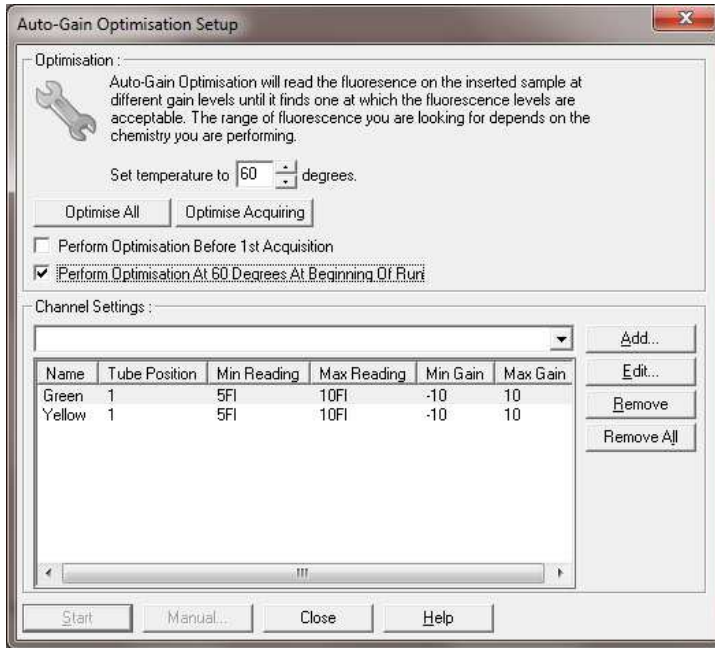 Auto-Gain Optimisation Setup
Optimisation :
Auto-Gain Optimisation will read the fluoresence on the inserted sample at
different gain levels until it finds one at which the fluorescence levels are
acceptable. The range of fluorescence you are looking for depends on the
chemistry you are performing.
Set temperature to 60 degrees.
Optimise All Optimise Acquiring
Perform Optimisation Before 1st Acquisition
Perform Optimisation At 60 Degrees At Beginning Of Run
Channel Settings :
Add...
Name Tube Position Min Reading Max Reading Min Gain Max Gain
Edit...
Green 1 5Fl 10Fl -10 10
Yellow 1 5Fl 10Fl -10 10
Remove
Remove All
Start Manual... Close Help